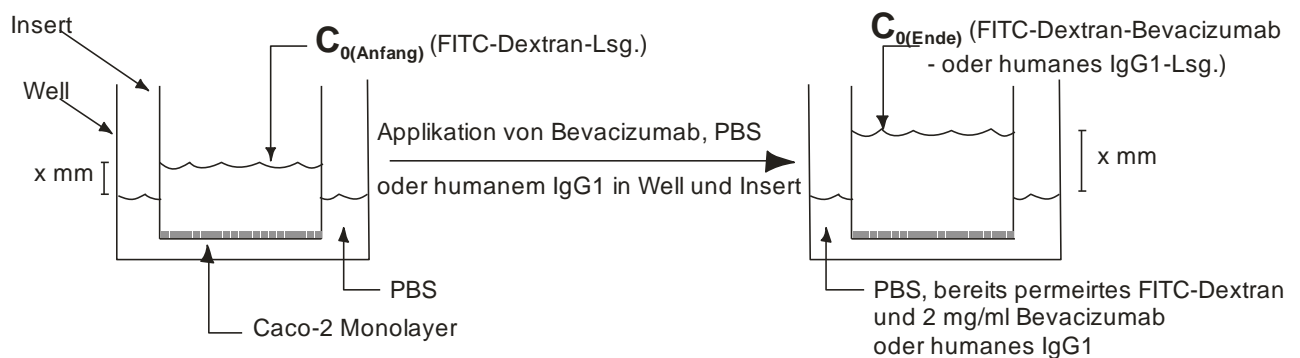 Insert
C0(Anfang) (FITC-Dextran-Lsg.)
C0(Ende) (FITC-Dextran-Bevacizumab
- oder humanes IgG1-Lsg.)
Well
Applikation von Bevacizumab, PBS
x mm
x mm
oder humanem IgG1 in Well und Insert
PBS
PBS, bereits permeirtes FITC-Dextran
und 2 mg/ml Bevacizumab
oder humanes IgG1
Caco-2 Monolayer